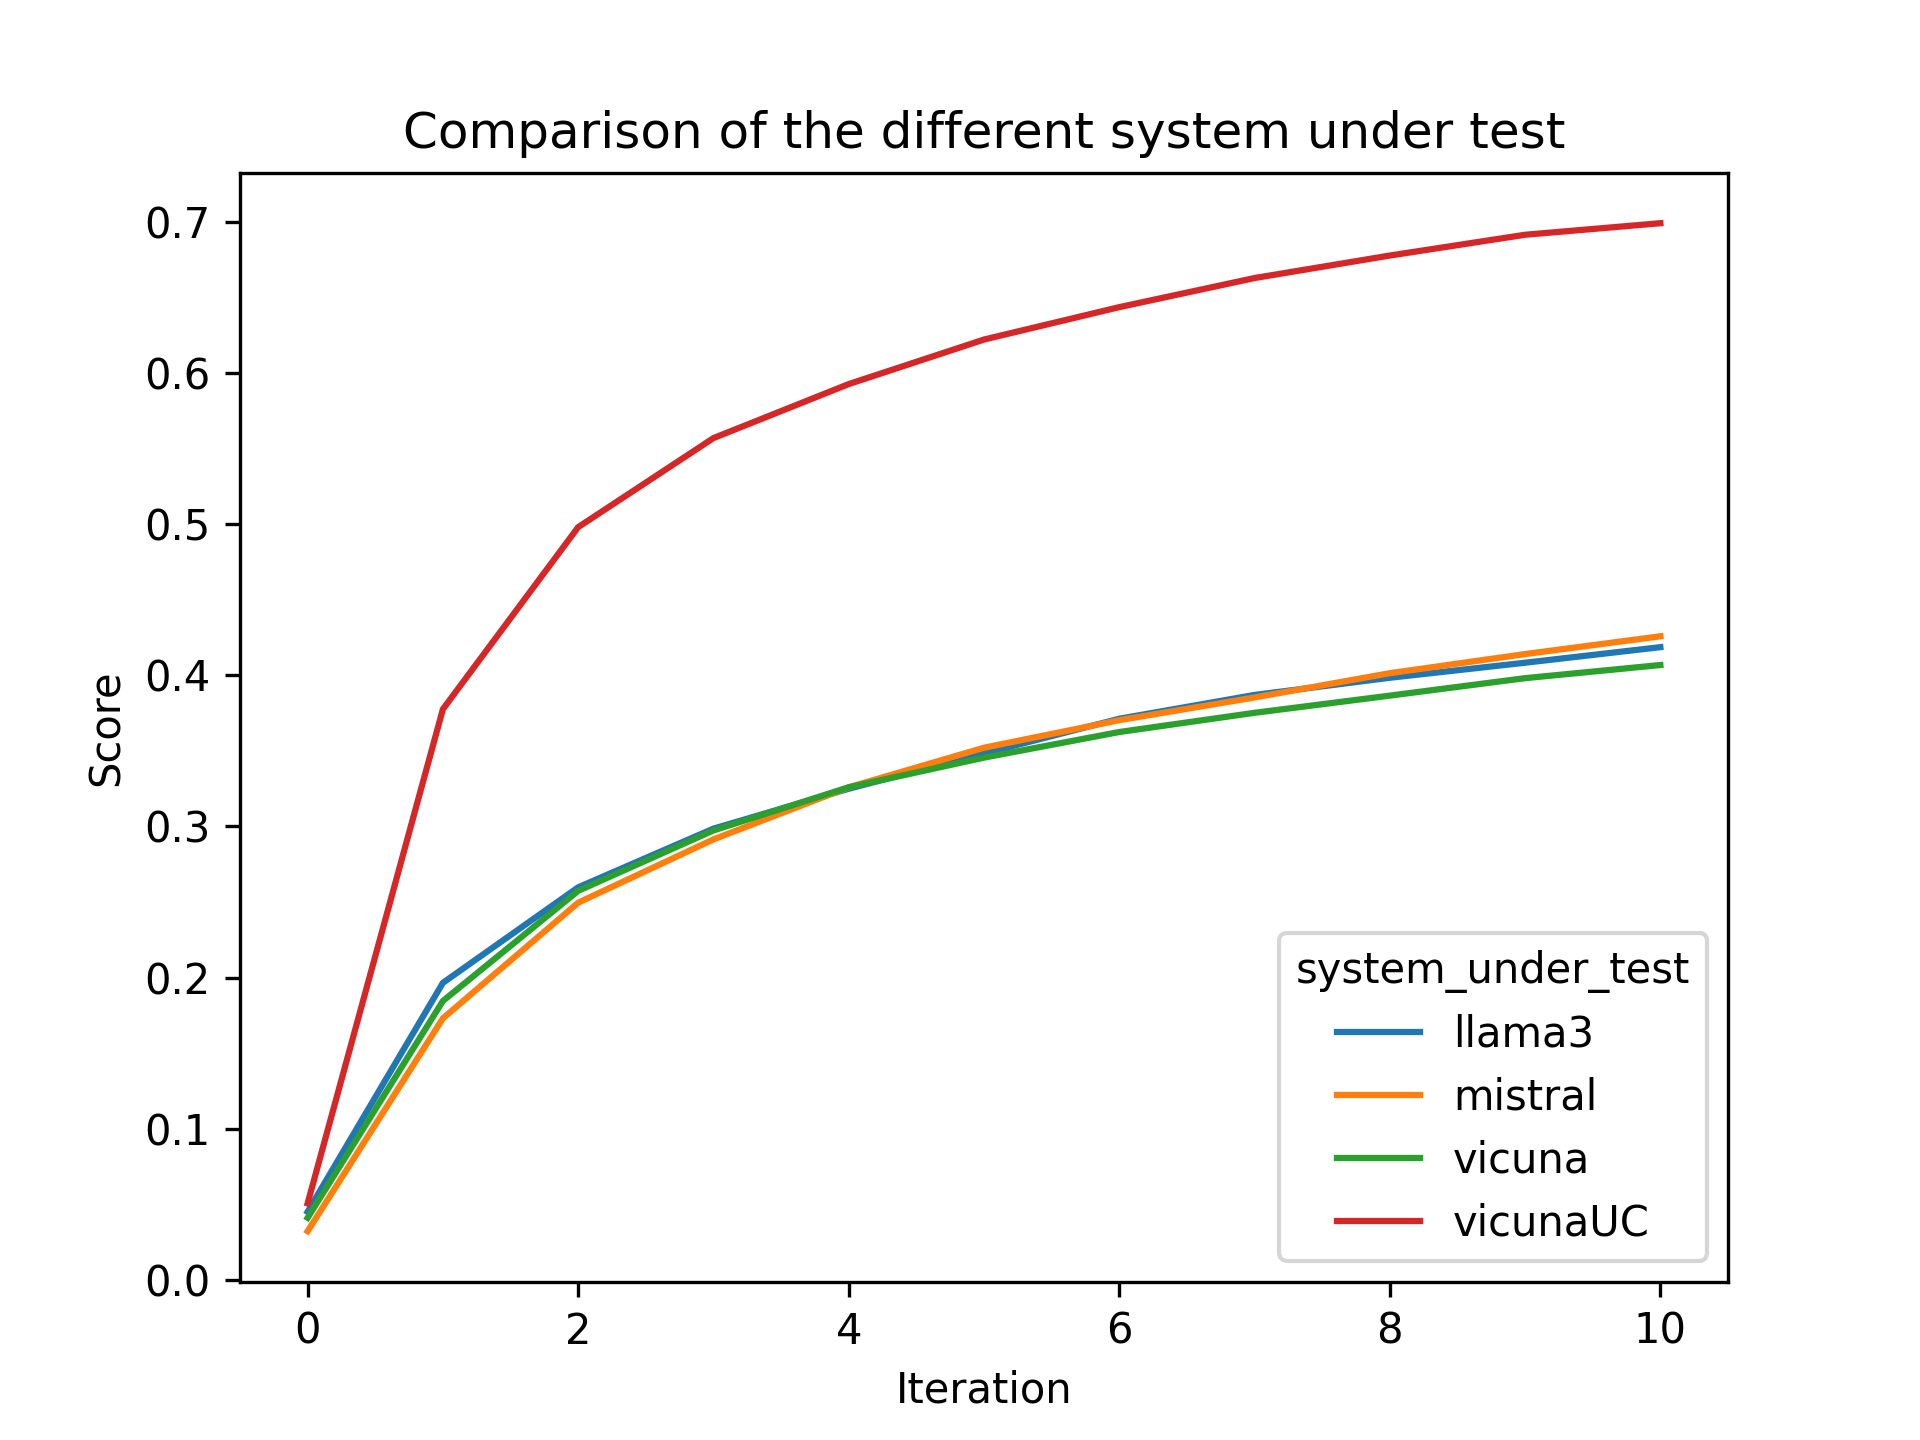 Comparison of the different system under test
0.7
0.6
0.5
0.4
0.3
0.2
0.1
0.0
Score
system_under_test
llama3
mistral
vicuna
vicunaUC
0 2 4 6 8 10
Iteration